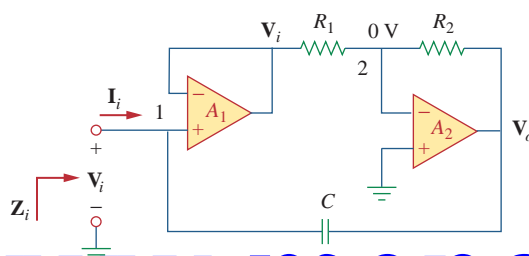 V_i R_1 0 V R_2
2
I_i 1 − A_1 − A_2
+ + V_o
+
V_i − +
Z_i C
−